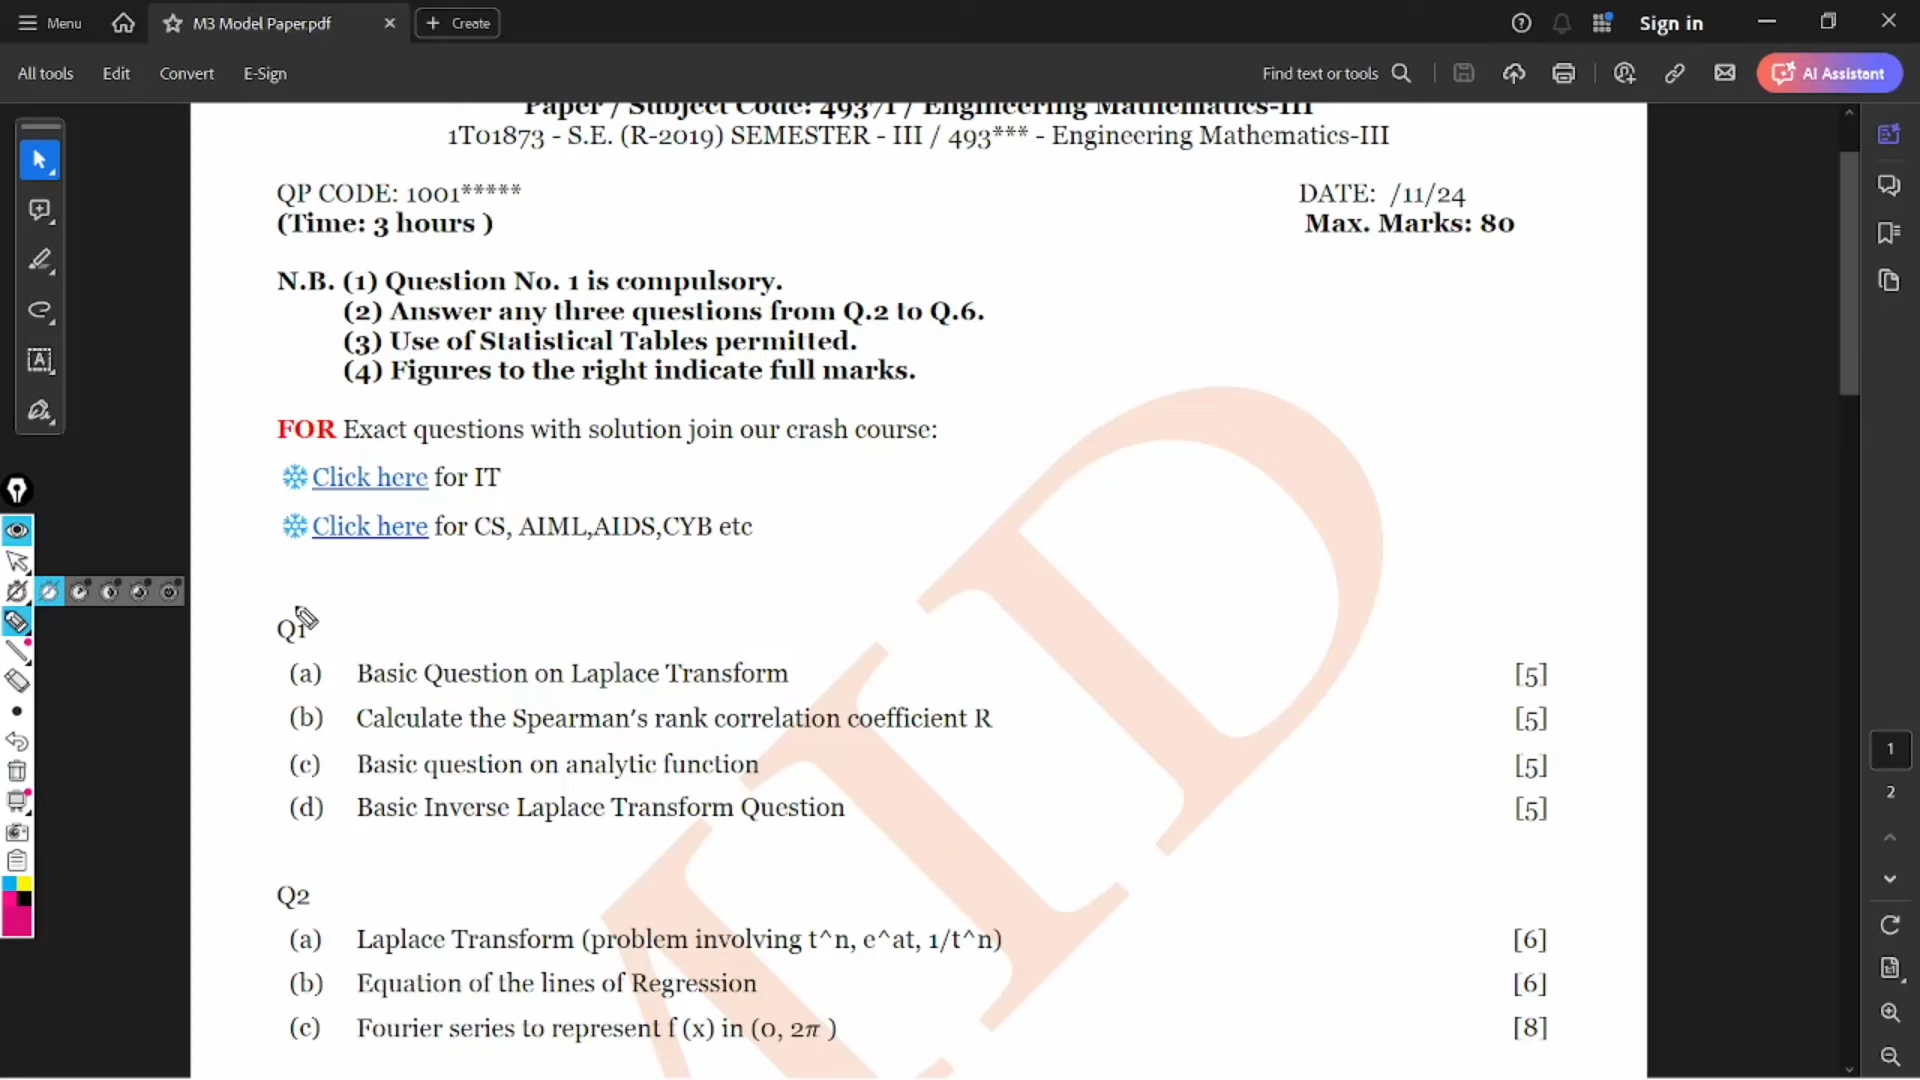 Menu
M3 Model Paper.pdf
Create
Sign in
All tools
Edit
Convert
E-Sign
Find text or tools
AI Assistant
Paper / Subject Code: 49371 / Engineering Mathematics-III
1T01873 - S.E. (R-2019) SEMESTER - III / 493*** - Engineering Mathematics-III
QP CODE: 1001*****
DATE: /11/24
(Time: 3 hours )
Max. Marks: 80
N.B. (1) Question No. 1 is compulsory.
(2) Answer any three questions from Q.2 to Q.6.
(3) Use of Statistical Tables permitted.
(4) Figures to the right indicate full marks.
FOR Exact questions with solution join our crash course:
Click here for IT
Click here for CS, AIML,AIDS,CYB etc
Q1
(a) Basic Question on Laplace Transform [5]
(b) Calculate the Spearman's rank correlation coefficient R [5]
(c) Basic question on analytic function [5]
(d) Basic Inverse Laplace Transform Question [5]
Q2
(a) Laplace Transform (problem involving t^n, e^at, 1/t^n) [6]
(b) Equation of the lines of Regression [6]
(c) Fourier series to represent f (x) in (0, 2π ) [8]
1
2